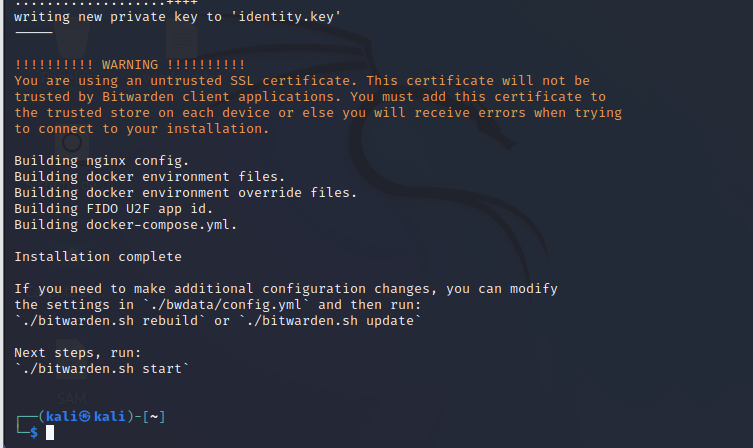 ...................++++
writing new private key to 'identity.key'
-----
!!!!!!!!!! WARNING !!!!!!!!!!
You are using an untrusted SSL certificate. This certificate will not be
trusted by Bitwarden client applications. You must add this certificate to
the trusted store on each device or else you will receive errors when trying
to connect to your installation.
Building nginx config.
Building docker environment files.
Building docker environment override files.
Building FIDO U2F app id.
Building docker-compose.yml.
Installation complete
If you need to make additional configuration changes, you can modify
the settings in `./bwdata/config.yml` and then run:
`./bitwarden.sh rebuild` or `./bitwarden.sh update`
Next steps, run:
`./bitwarden.sh start`
SAM
┌──(kali㉿kali)-[~]
└─$